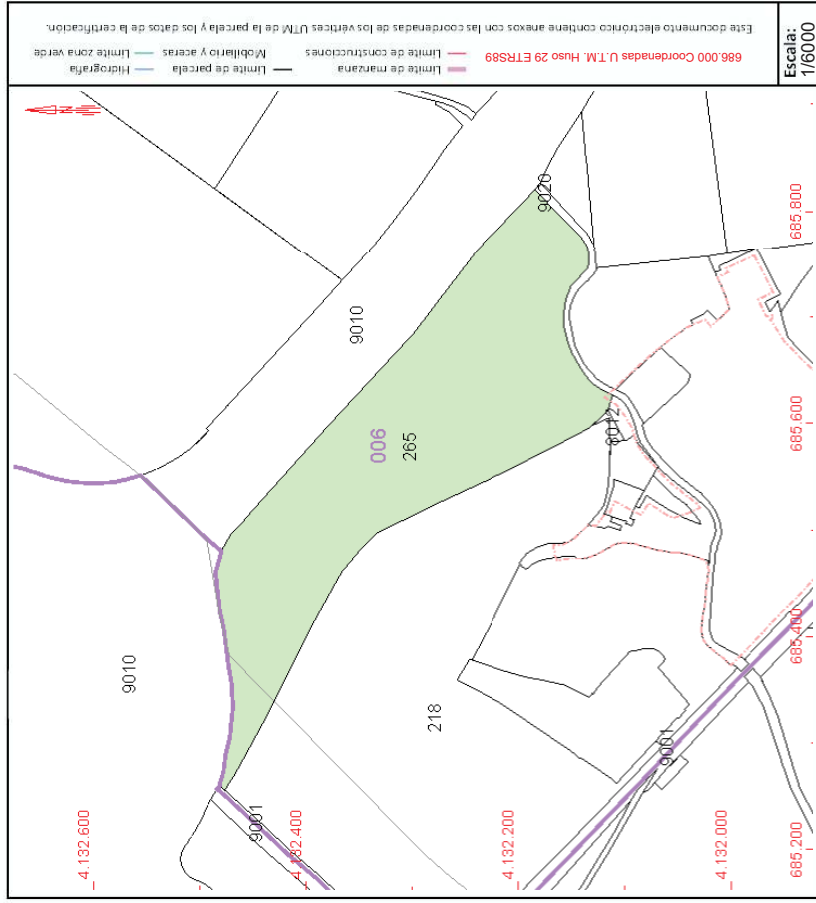 Este documento electrónico contiene anexos con las coordenadas de los vértices UTM de la parcela y los datos de la certificación.
686.000 Coordenadas U.T.M. Huso 29 ETRS89
Límite de manzana
Límite de parcela
Hidrografía
Límite de construcciones
Mobiliario y aceras
Límite zona verde
Escala:
1/6000
9020
685.800
9010
006
265
8012
685.600
9010
218
685.400
9001
9001
4.132.600
4.132.400
4.132.200
4.132.000
685.200